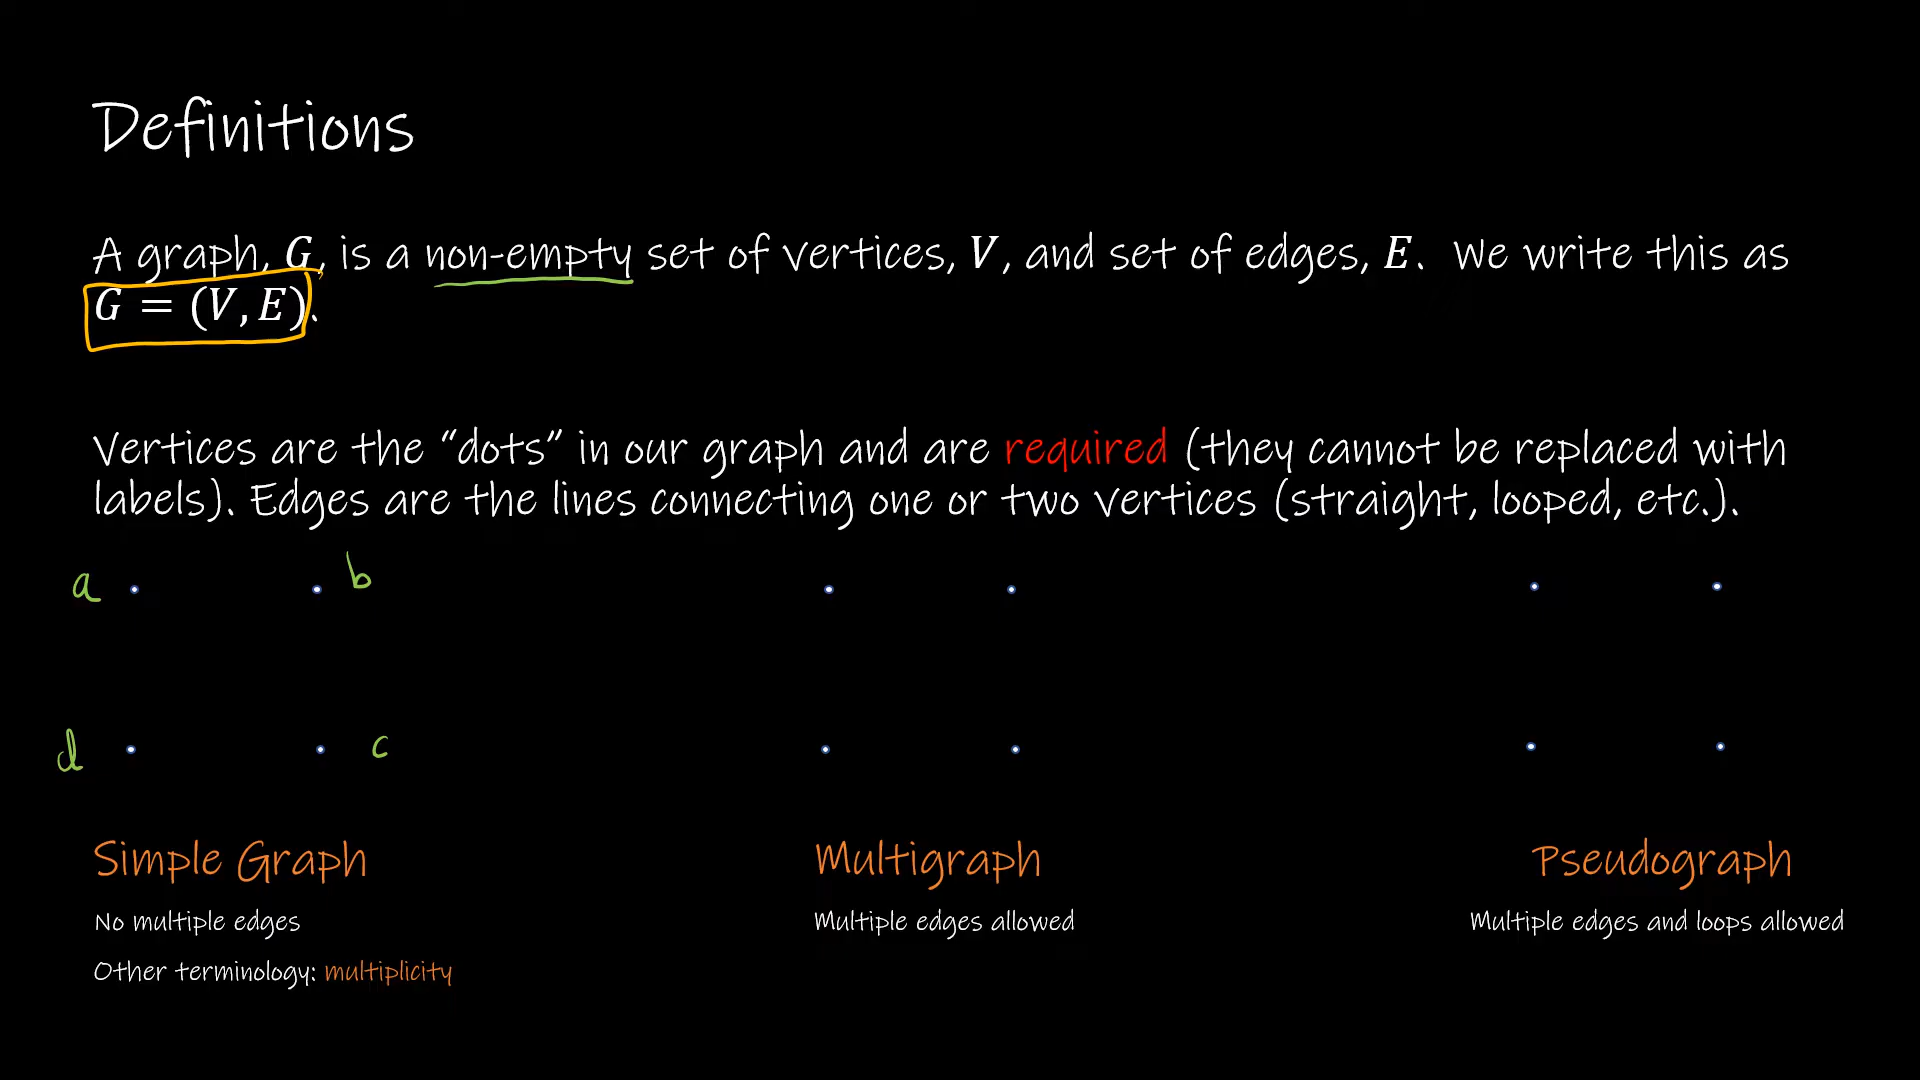 Definitions
A graph, G, is a non-empty set of vertices, V, and set of edges, E. We write this as
G = (V, E).
Vertices are the “dots” in our graph and are required (they cannot be replaced with
labels). Edges are the lines connecting one or two vertices (straight, looped, etc.).
a b
d c
Simple Graph Multigraph Pseudograph
No multiple edges Multiple edges allowed Multiple edges and loops allowed
Other terminology: multiplicity